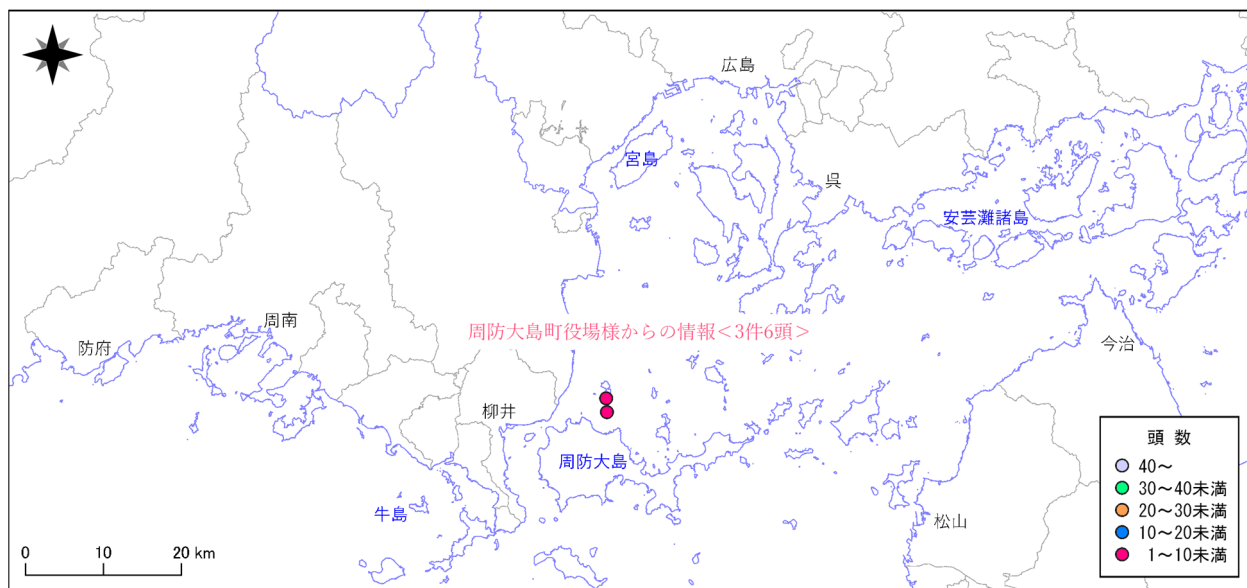 広島
宮島
呉
安芸灘諸島
周南
防府
周防大島町役場様からの情報＜3件6頭＞
今治
柳井
周防大島
牛島
松山
頭 数
40～
30～40未満
20～30未満
10～20未満
1～10未満
0 10 20 km